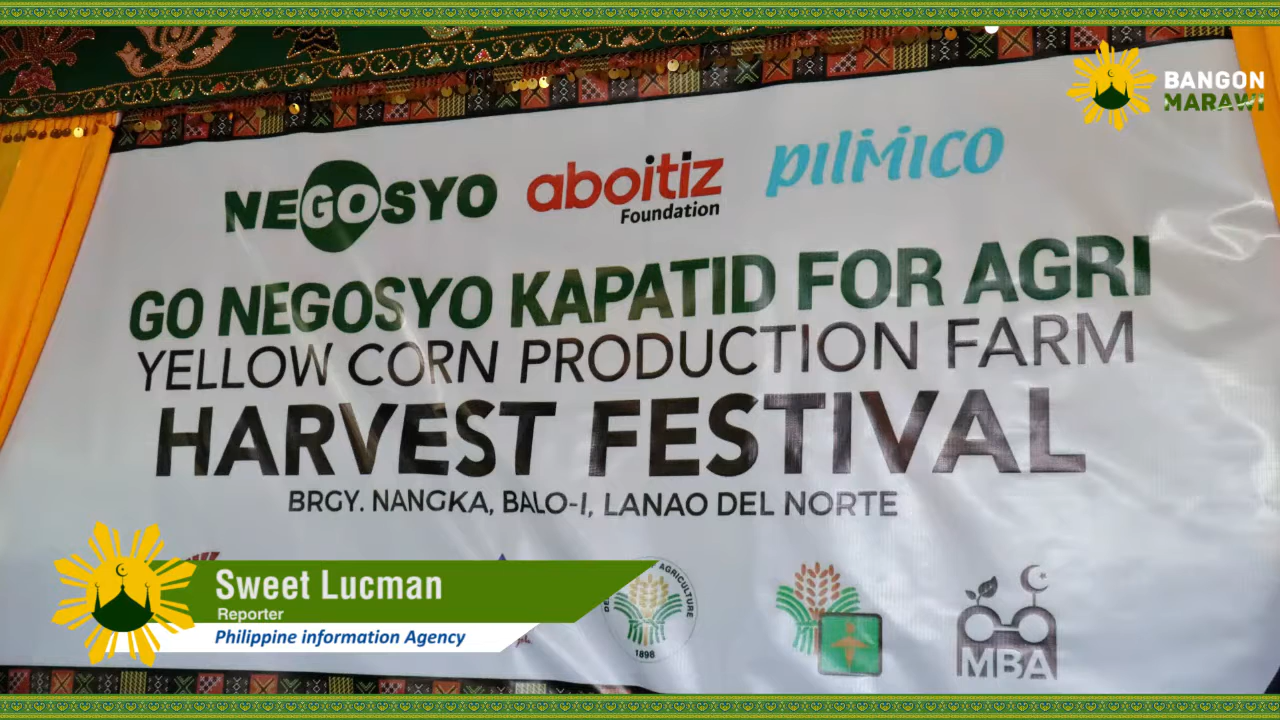 BANGON
MARAWI
NEGOSYO
aboitiz
Foundation
pilmico
GO NEGOSYO KAPATID FOR AGRI
YELLOW CORN PRODUCTION FARM
HARVEST FESTIVAL
BRGY. NANGKA, BALO-I, LANAO DEL NORTE
Sweet Lucman
Reporter
Philippine information Agency
AGRICULTURE
1898
MBA